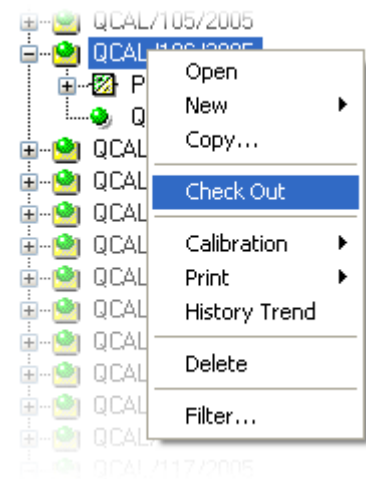 QCAL/105/2005
QCAL/106/2005
P
Q
QCAL
QCAL
QCAL
QCAL
QCAL
QCAL
QCAL
QCAL
QCAL
QCAL/
QCAL/117/2005
Open
New
Copy...
Check Out
Calibration
Print
History Trend
Delete
Filter...